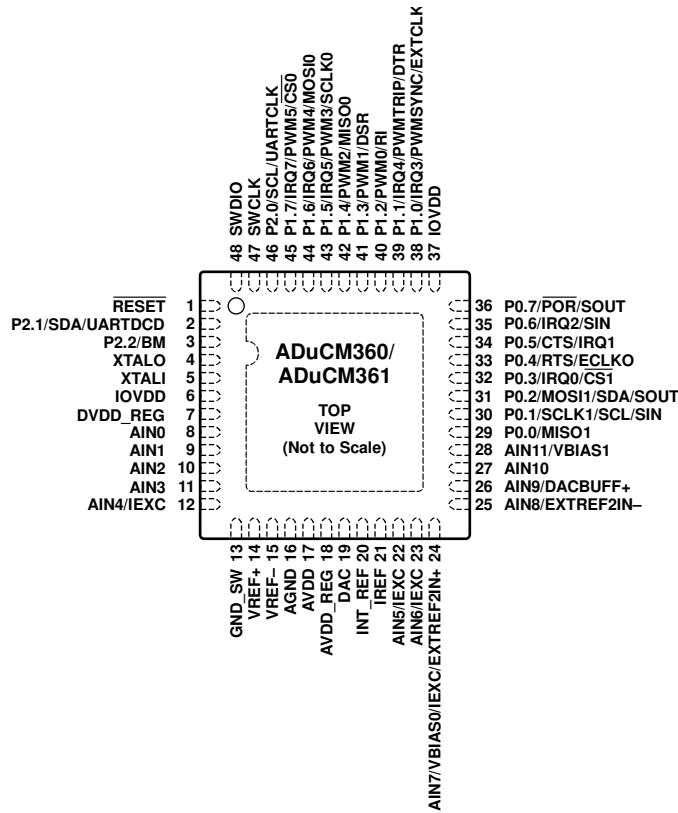 48 SWDIO
47 SWCLK
46 P2.0/SCL/UARTCLK
45 P1.7/IRQ7/PWM5/CS0
44 P1.6/IRQ6/PWM4/MOSI0
43 P1.5/IRQ5/PWM3/SCLK0
42 P1.4/PWM2/MISO0
41 P1.3/PWM1/DSR
40 P1.2/PWM0/RI
39 P1.1/IRQ4/PWMTRIP/DTR
38 P1.0/IRQ3/PWMSYNC/EXTCLK
37 IOVDD
RESET 1
P2.1/SDA/UARTDCD 2
P2.2/BM 3
XTALO 4
XTALI 5
IOVDD 6
DVDD_REG 7
AIN0 8
AIN1 9
AIN2 10
AIN3 11
AIN4/IEXC 12
ADuCM360/
ADuCM361
TOP
VIEW
(Not to Scale)
36 P0.7/POR/SOUT
35 P0.6/IRQ2/SIN
34 P0.5/CTS/IRQ1
33 P0.4/RTS/ECLKO
32 P0.3/IRQ0/CS1
31 P0.2/MOSI1/SDA/SOUT
30 P0.1/SCLK1/SCL/SIN
29 P0.0/MISO1
28 AIN11/VBIAS1
27 AIN10
26 AIN9/DACBUFF+
25 AIN8/EXTREF2IN–
GND_SW 13
VREF+ 14
VREF– 15
AGND 16
AVDD 17
AVDD_REG 18
DAC 19
INT_REF 20
IREF 21
AIN5/IEXC 22
AIN6/IEXC 23
AIN7/VBIAS0/IEXC/EXTREF2IN+ 24